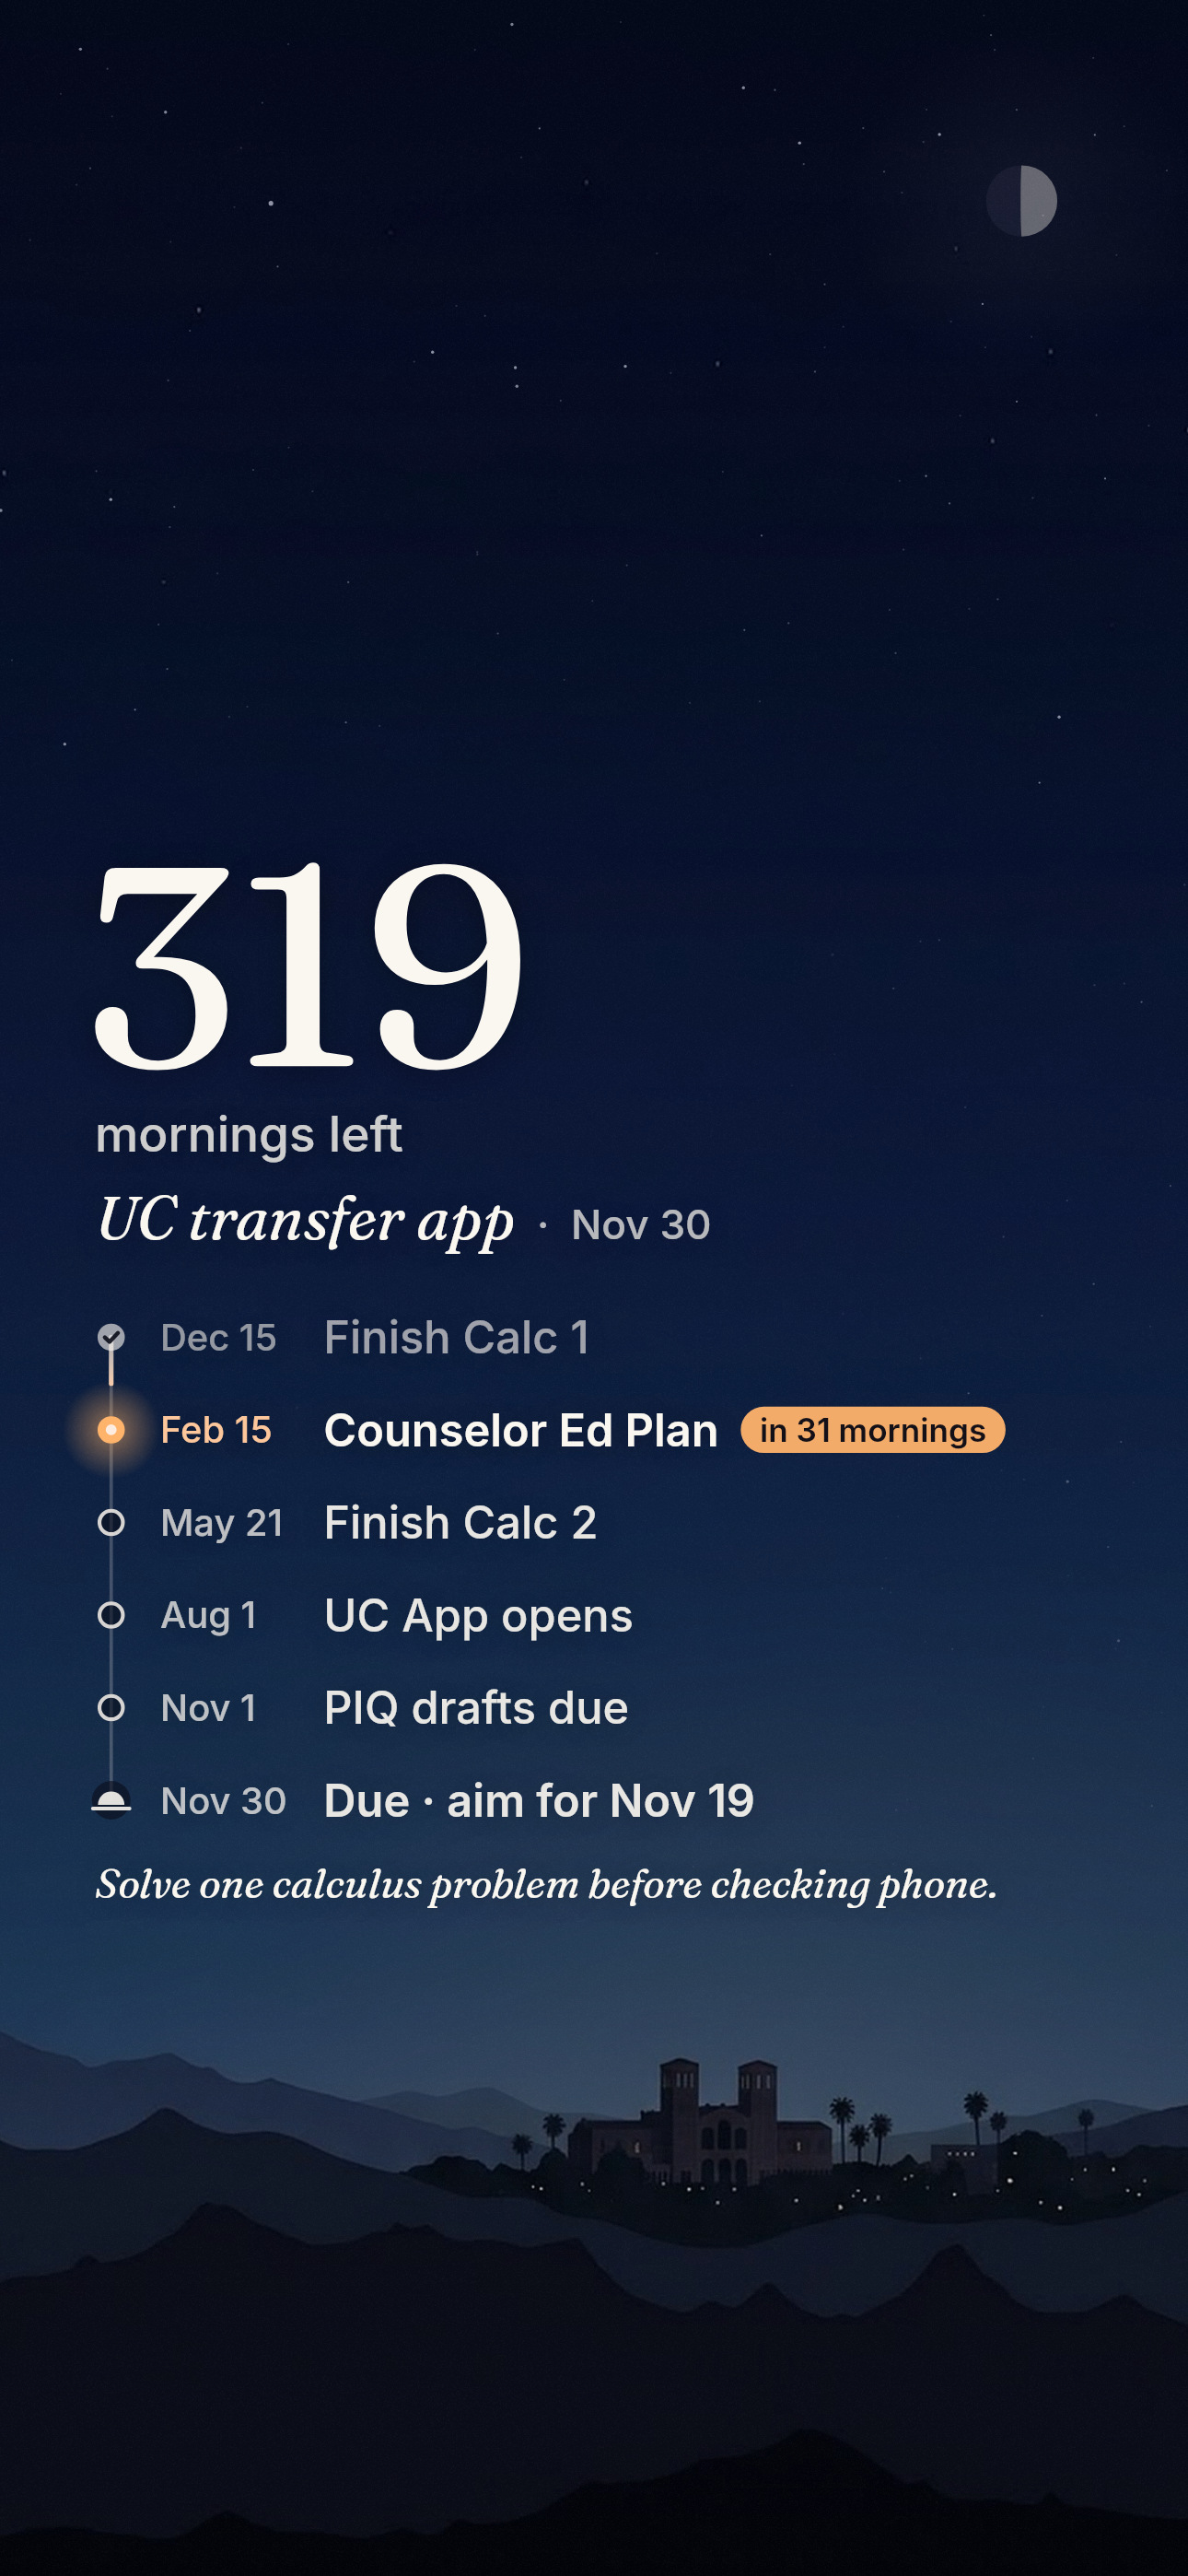 319
mornings left
UC transfer app · Nov 30
Dec 15 Finish Calc 1
Feb 15 Counselor Ed Plan in 31 mornings
May 21 Finish Calc 2
Aug 1 UC App opens
Nov 1 PIQ drafts due
Nov 30 Due · aim for Nov 19
Solve one calculus problem before checking phone.